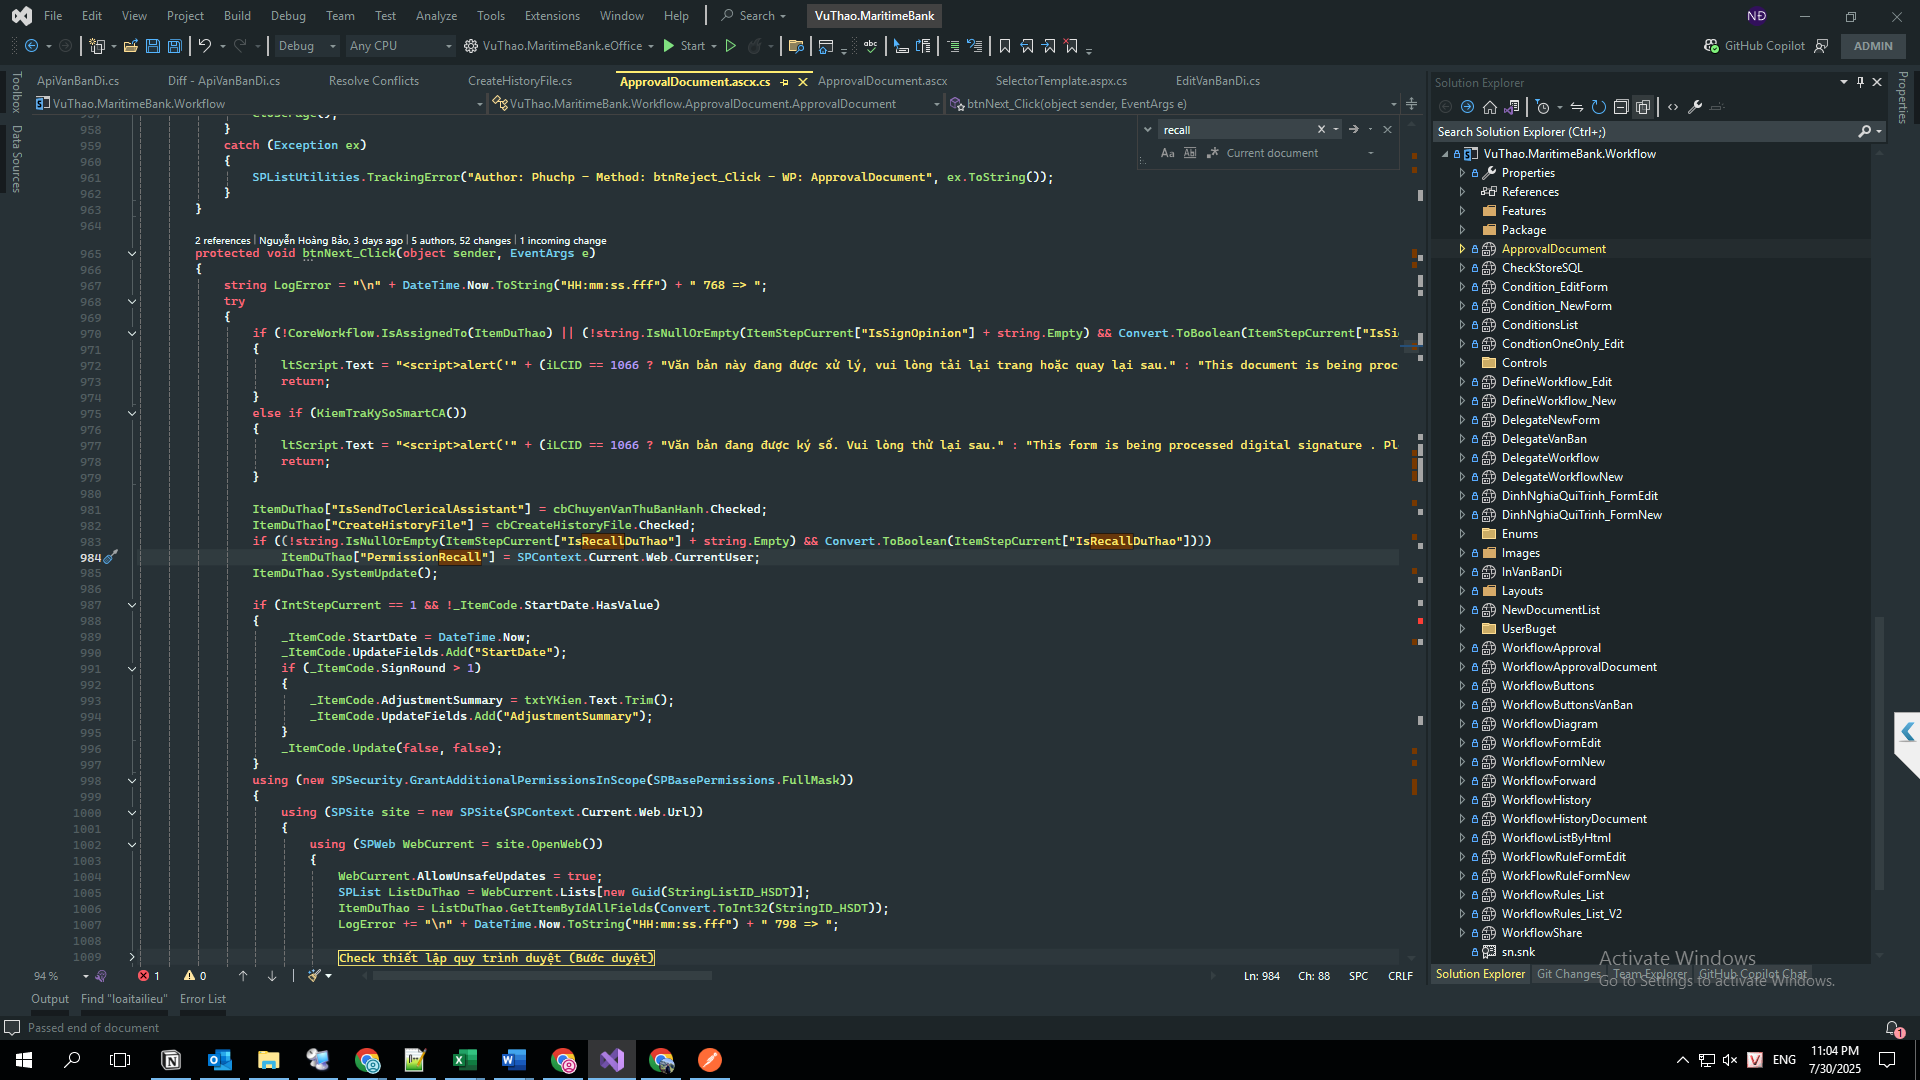 File Edit View Project Build Debug Team Test Analyze Tools Extensions Window Help Search VuThao.MaritimeBank NĐ
Debug Any CPU VuThao.MaritimeBank.eOffice Start GitHub Copilot ADMIN
ApiVanBanDi.cs Diff - ApiVanBanDi.cs Resolve Conflicts CreateHistoryFile.cs ApprovalDocument.ascx.cs ApprovalDocument.ascx SelectorTemplate.aspx.cs EditVanBanDi.cs
VuThao.MaritimeBank.Workflow VuThao.MaritimeBank.Workflow.ApprovalDocument.ApprovalDocument btnNext_Click(object sender, EventArgs e)
Toolbox
Data Sources
recall
Aa Current document
958 }
959 catch (Exception ex)
960 {
961 SPListUtilities.TrackingError("Author: Phuchp - Method: btnReject_Click - WP: ApprovalDocument", ex.ToString());
962 }
963 }
964
2 references | Nguyễn Hoàng Bảo, 3 days ago | 5 authors, 52 changes | 1 incoming change
965 protected void btnNext_Click(object sender, EventArgs e)
966 {
967 string LogError = "\n" + DateTime.Now.ToString("HH:mm:ss.fff") + " 768 => ";
968 try
969 {
970 if (!CoreWorkflow.IsAssignedTo(ItemDuThao) || (!string.IsNullOrEmpty(ItemStepCurrent["IsSignOpinion"] + string.Empty) && Convert.ToBoolean(ItemStepCurrent["IsSi
971 {
972 ltScript.Text = "<script>alert('" + (iLCID == 1066 ? "Văn bản này đang được xử lý, vui lòng tải lại trang hoặc quay lại sau." : "This document is being proc
973 return;
974 }
975 else if (KiemTraKySoSmartCA())
976 {
977 ltScript.Text = "<script>alert('" + (iLCID == 1066 ? "Văn bản đang được ký số. Vui lòng thử lại sau." : "This form is being processed digital signature . Pl
978 return;
979 }
980
981 ItemDuThao["IsSendToClericalAssistant"] = cbChuyenVanThuBanHanh.Checked;
982 ItemDuThao["CreateHistoryFile"] = cbCreateHistoryFile.Checked;
983 if ((!string.IsNullOrEmpty(ItemStepCurrent["IsRecallDuThao"] + string.Empty) && Convert.ToBoolean(ItemStepCurrent["IsRecallDuThao"])))
984 ItemDuThao["PermissionRecall"] = SPContext.Current.Web.CurrentUser;
985 ItemDuThao.SystemUpdate();
986
987 if (IntStepCurrent == 1 && !_ItemCode.StartDate.HasValue)
988 {
989 _ItemCode.StartDate = DateTime.Now;
990 _ItemCode.UpdateFields.Add("StartDate");
991 if (_ItemCode.SignRound > 1)
992 {
993 _ItemCode.AdjustmentSummary = txtYKien.Text.Trim();
994 _ItemCode.UpdateFields.Add("AdjustmentSummary");
995 }
996 _ItemCode.Update(false, false);
997 }
998 using (new SPSecurity.GrantAdditionalPermissionsInScope(SPBasePermissions.FullMask))
999 {
1000 using (SPSite site = new SPSite(SPContext.Current.Web.Url))
1001 {
1002 using (SPWeb WebCurrent = site.OpenWeb())
1003 {
1004 WebCurrent.AllowUnsafeUpdates = true;
1005 SPList ListDuThao = WebCurrent.Lists[new Guid(StringListID_HSDT)];
1006 ItemDuThao = ListDuThao.GetItemByIdAllFields(Convert.ToInt32(StringID_HSDT));
1007 LogError += "\n" + DateTime.Now.ToString("HH:mm:ss.fff") + " 798 => ";
1008
1009 Check thiết lập quy trình duyệt (Bước duyệt)
94 % 1 0 Ln: 984 Ch: 88 SPC CRLF
Output Find "loaitailieu" Error List
Passed end of document
Solution Explorer
Search Solution Explorer (Ctrl+;)
VuThao.MaritimeBank.Workflow
Properties
References
Features
Package
ApprovalDocument
CheckStoreSQL
Condition_EditForm
Condition_NewForm
ConditionsList
CondtionOneOnly_Edit
Controls
DefineWorkflow_Edit
DefineWorkflow_New
DelegateNewForm
DelegateVanBan
DelegateWorkflow
DelegateWorkflowNew
DinhNghiaQuiTrinh_FormEdit
DinhNghiaQuiTrinh_FormNew
Enums
Images
InVanBanDi
Layouts
NewDocumentList
UserBuget
WorkflowApproval
WorkflowApprovalDocument
WorkflowButtons
WorkflowButtonsVanBan
WorkflowDiagram
WorkflowFormEdit
WorkflowFormNew
WorkflowForward
WorkflowHistory
WorkflowHistoryDocument
WorkflowListByHtml
WorkFlowRuleFormEdit
WorkFlowRuleFormNew
WorkflowRules_List
WorkflowRules_List_V2
WorkflowShare
sn.snk
Solution Explorer Git Changes Team Explorer GitHub Copilot Chat
Properties
Activate Windows
Go to Settings to activate Windows.
1
ENG
11:04 PM
7/30/2025